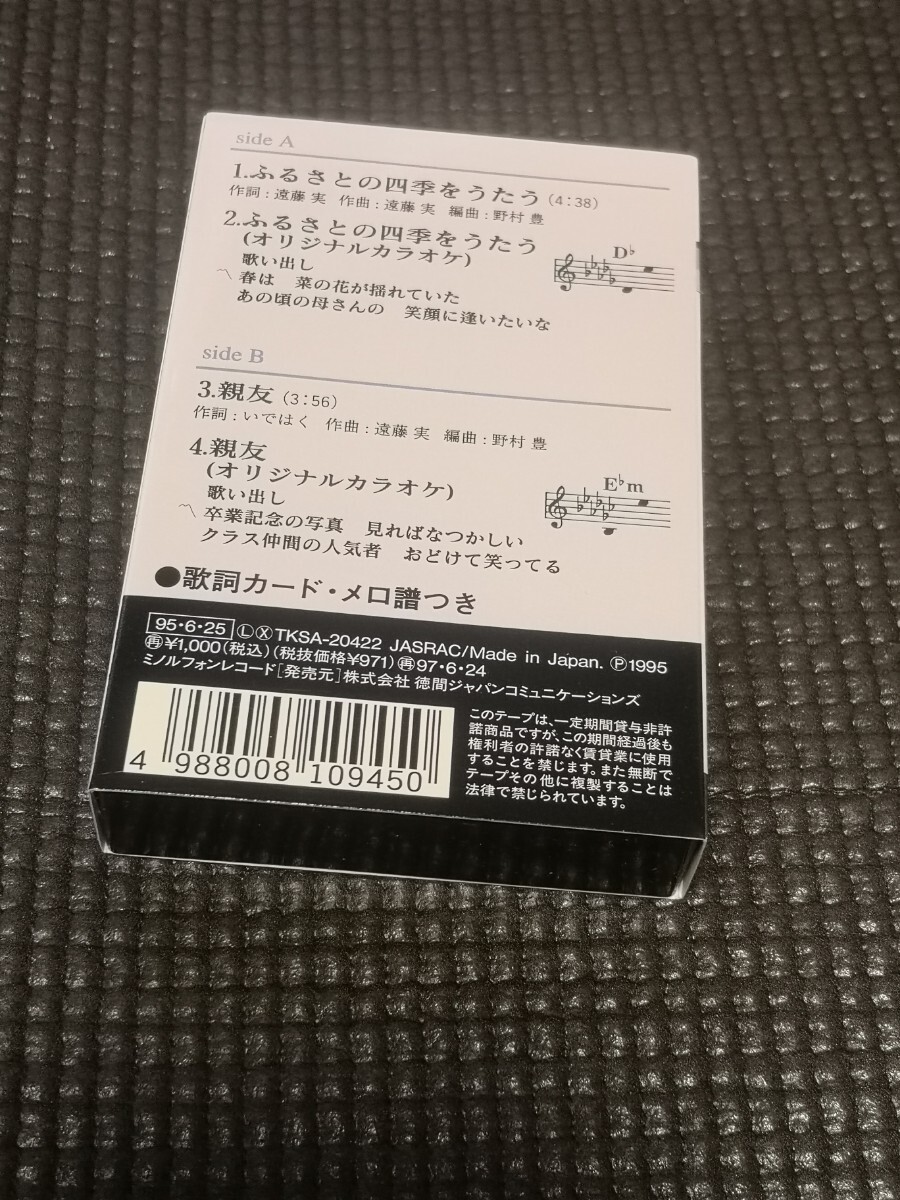 side A
1.ふるさとの四季をうたう(4:38)
作詞:遠藤 実 作曲:遠藤 実 編曲:野村 豊
2.ふるさとの四季をうたう
(オリジナルカラオケ)
D♭
歌い出し
〽春は 菜の花が揺れていた
あの頃の母さんの 笑顔に逢いたいな
side B
3.親友(3:56)
作詞:いではく 作曲:遠藤 実 編曲:野村 豊
4.親友
(オリジナルカラオケ)
E♭m
歌い出し
〽卒業記念の写真 見ればなつかしい
クラス仲間の人気者 おどけて笑ってる
●歌詞カード・メロ譜つき
95・6・25 ⓁⓍTKSA-20422 JASRAC/Made in Japan. Ⓟ1995
㊢¥1,000(税込)(税抜価格¥971)㊢97・6・24
ミノルフォンレコード[発売元]株式会社 徳間ジャパンコミュニケーションズ
4 988008 109450
このテープは、一定期間貸与非許
諾商品ですが、この期間経過後も
権利者の許諾なく賃貸業に使用
することを禁じます。また無断で
テープその他に複製することは
法律で禁じられています。